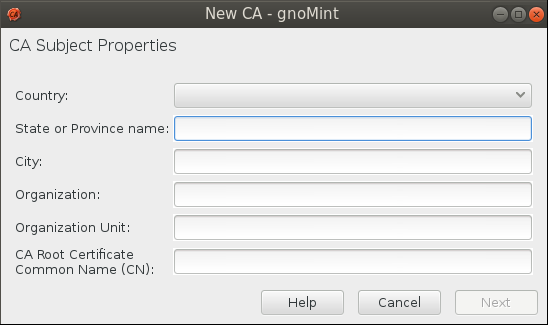 New CA - gnoMint
CA Subject Properties
Country:
State or Province name:
City:
Organization:
Organization Unit:
CA Root Certificate
Common Name (CN):
Help Cancel Next